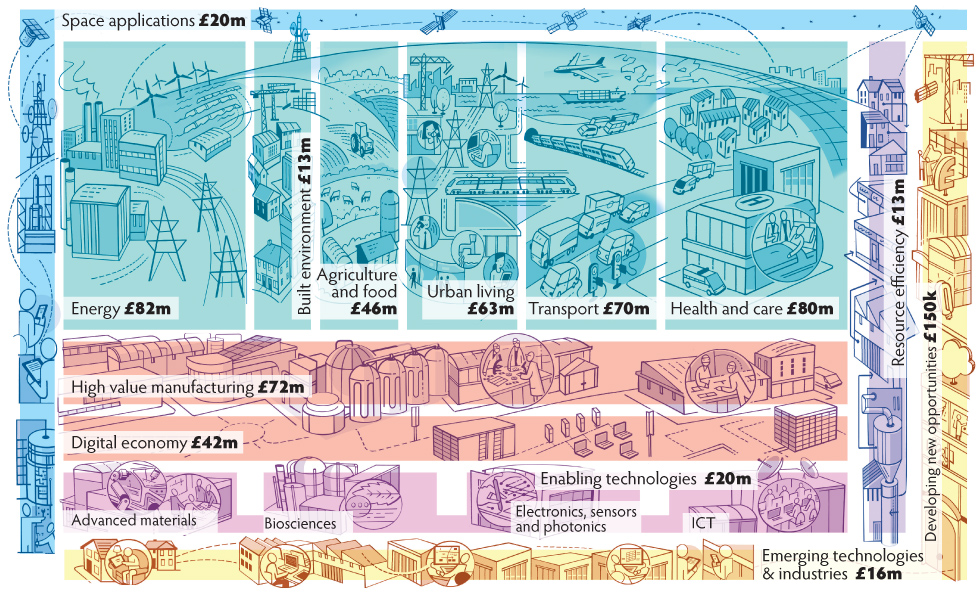 Space applications £20m
Energy £82m
Built environment £13m
Agriculture
and food
£46m
Urban living
£63m
Transport £70m
Health and care £80m
Resource efficiency £13m
Developing new opportunities £150k
High value manufacturing £72m
Digital economy £42m
Enabling technologies £20m
Advanced materials
Biosciences
Electronics, sensors
and photonics
ICT
Emerging technologies
& industries £16m
H